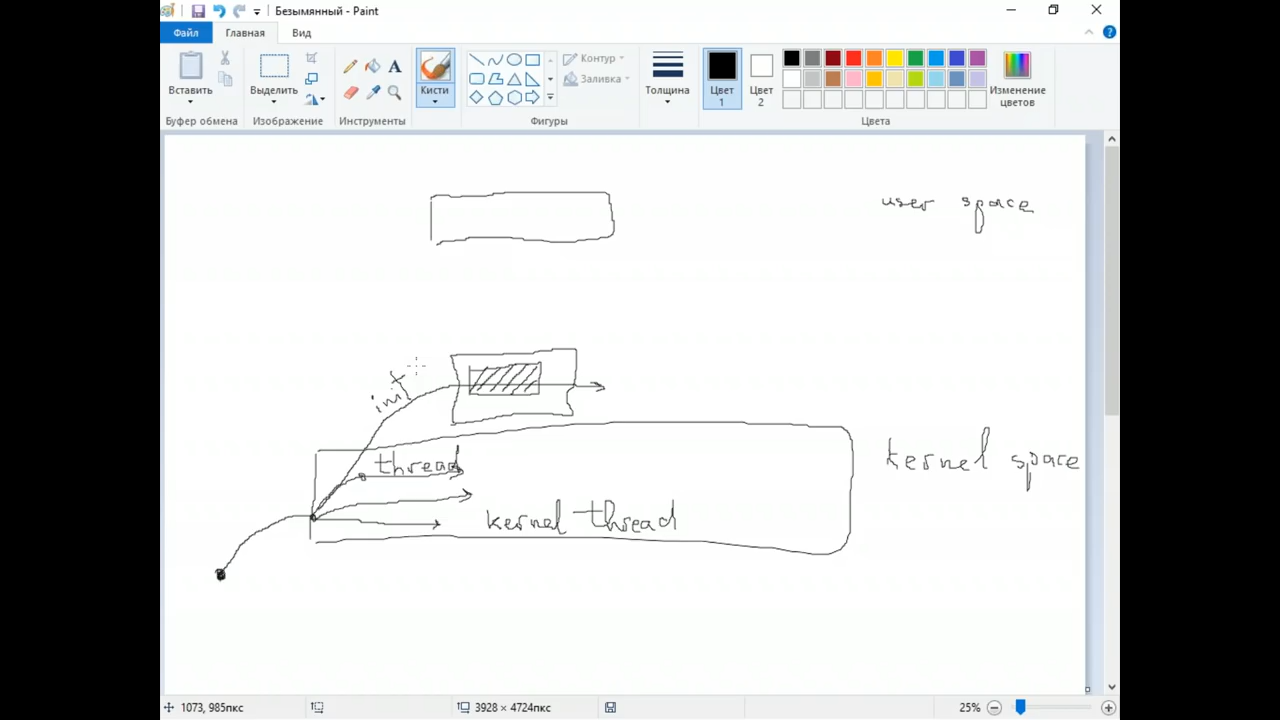 Безымянный - Paint
Файл Главная Вид
Вставить
Выделить
Кисти
Контур
Заливка
Толщина
Цвет 1
Цвет 2
Изменение цветов
Буфер обмена Изображение Инструменты Фигуры Цвета
user space
init
thread
kernel space
kernel thread
1073, 985пкс 3928 × 4724пкс 25%